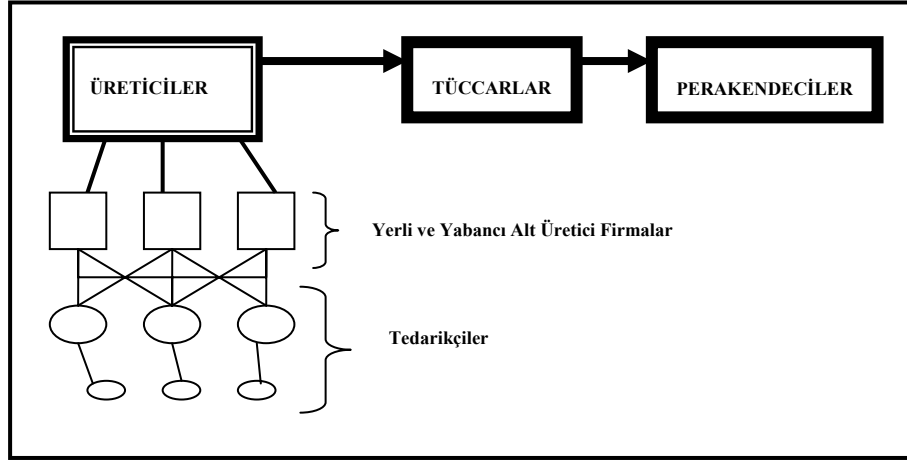 ÜRETİCİLER
TÜCCARLAR
PERAKENDECİLER
Yerli ve Yabancı Alt Üretici Firmalar
Tedarikçiler